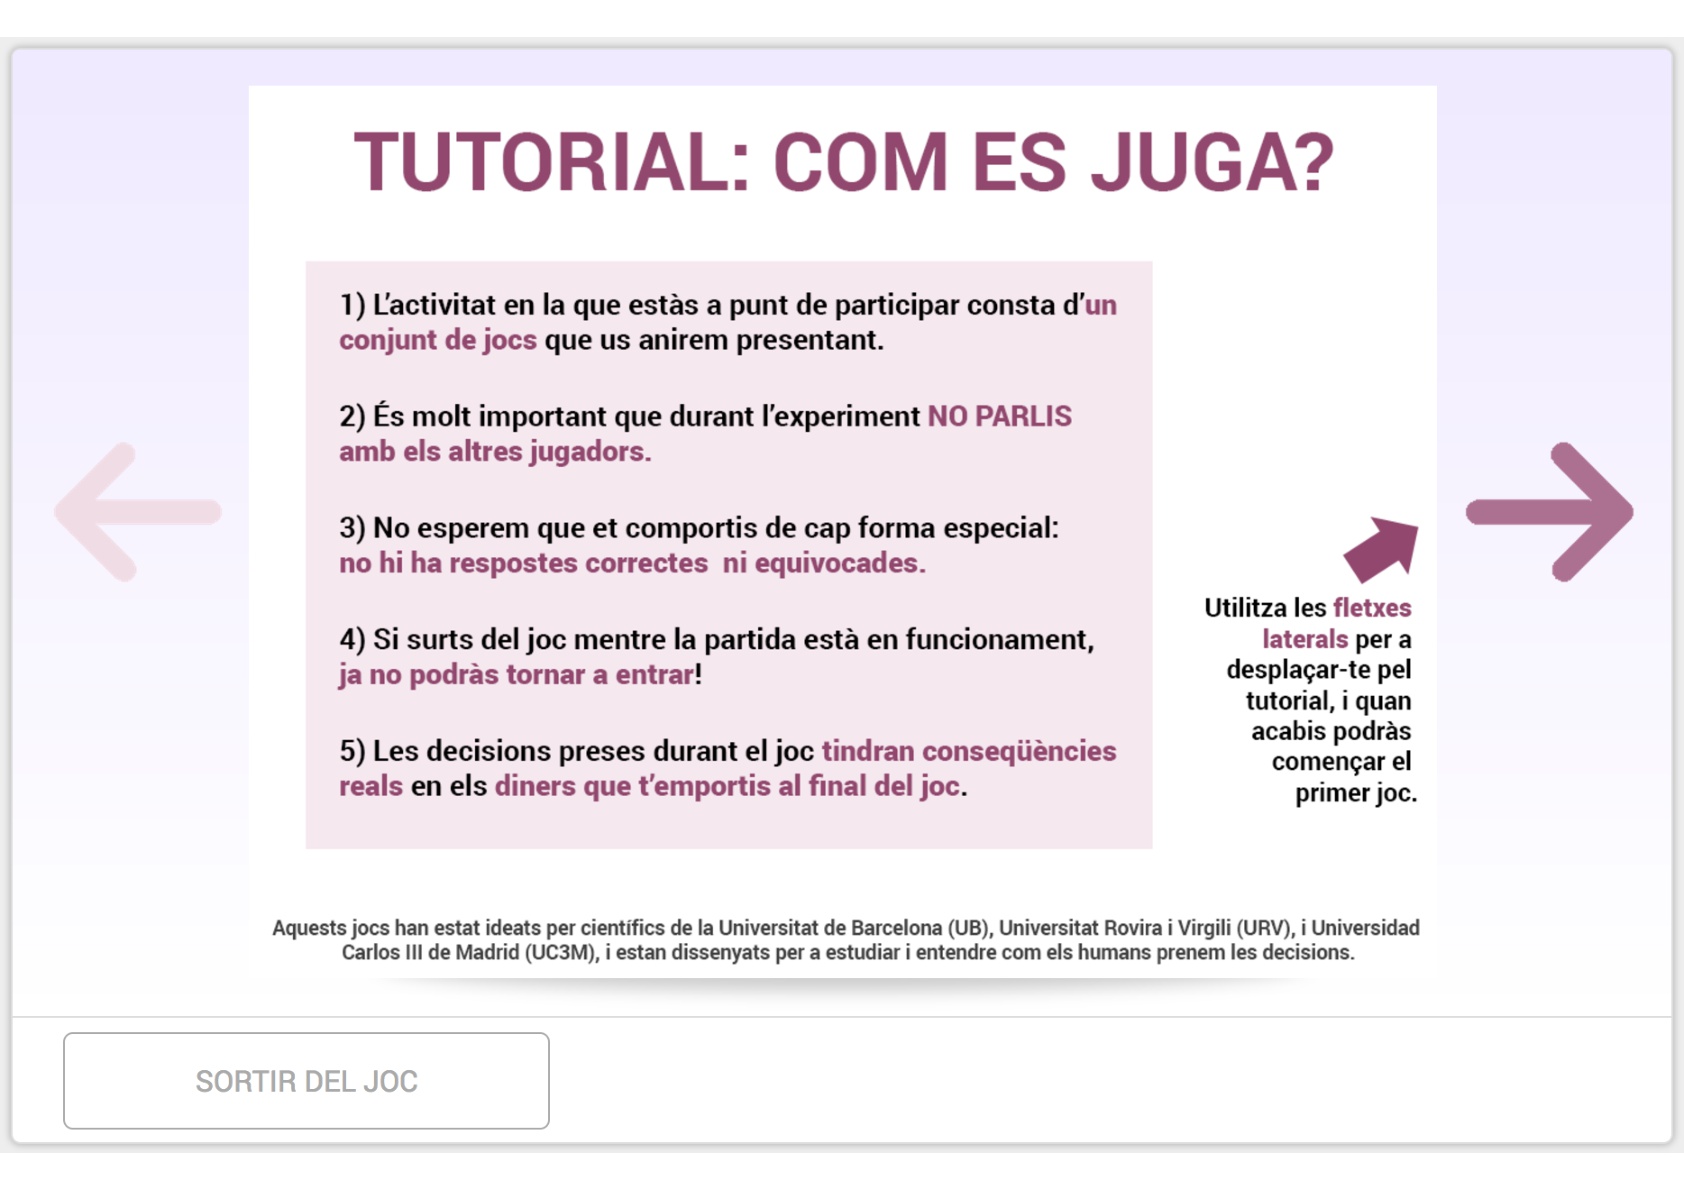 TUTORIAL: COM ES JUGA?
1) L’activitat en la que estàs a punt de participar consta d’un
conjunt de jocs que us anirem presentant.
2) És molt important que durant l’experiment NO PARLIS
amb els altres jugadors.
3) No esperem que et comportis de cap forma especial:
no hi ha respostes correctes  ni equivocades.
4) Si surts del joc mentre la partida està en funcionament,
ja no podràs tornar a entrar!
5) Les decisions preses durant el joc tindran conseqüències
reals en els diners que t’emportis al final del joc.
Utilitza les fletxes
laterals per a
desplaçar-te pel
tutorial, i quan
acabis podràs
començar el
primer joc.
Aquests jocs han estat ideats per científics de la Universitat de Barcelona (UB), Universitat Rovira i Virgili (URV), i Universidad
Carlos III de Madrid (UC3M), i estan dissenyats per a estudiar i entendre com els humans prenem les decisions.
SORTIR DEL JOC